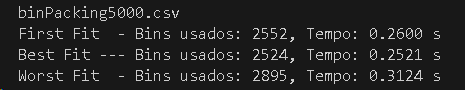 binPacking5000.csv
First Fit  - Bins usados: 2552, Tempo: 0.2600 s
Best Fit --- Bins usados: 2524, Tempo: 0.2521 s
Worst Fit  - Bins usados: 2895, Tempo: 0.3124 s